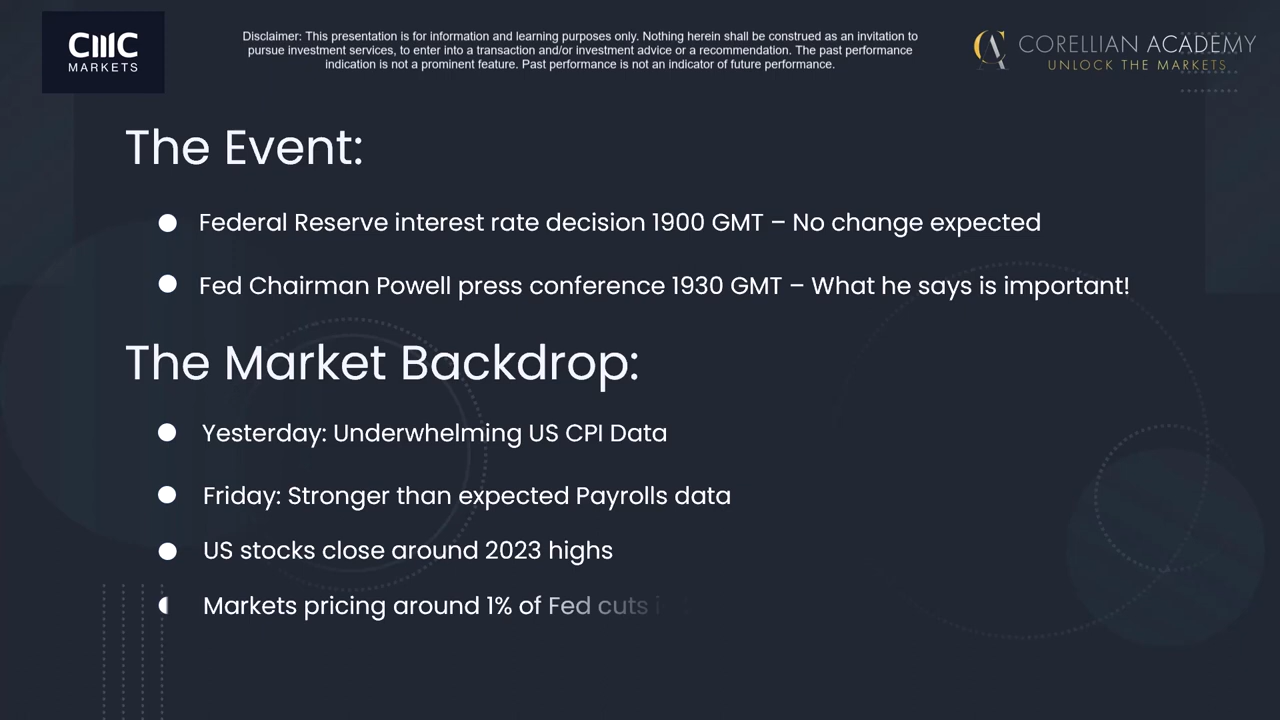 CMC
MARKETS
Disclaimer: This presentation is for information and learning purposes only. Nothing herein shall be construed as an invitation to
pursue investment services, to enter into a transaction and/or investment advice or a recommendation. The past performance
indication is not a prominent feature. Past performance is not an indicator of future performance.
CORELLIAN ACADEMY
UNLOCK THE MARKETS
The Event:
Federal Reserve interest rate decision 1900 GMT – No change expected
Fed Chairman Powell press conference 1930 GMT – What he says is important!
The Market Backdrop:
Yesterday: Underwhelming US CPI Data
Friday: Stronger than expected Payrolls data
US stocks close around 2023 highs
Markets pricing around 1% of Fed cuts